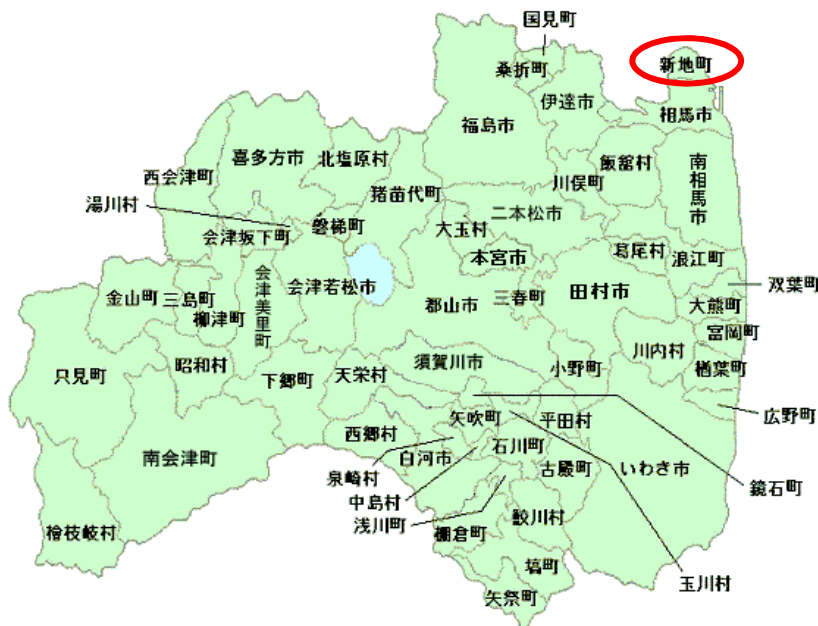 国見町
桑折町
新地町
伊達市
相馬市
福島市
喜多方市
北塩原村
飯舘村
南相馬市
西会津町
猪苗代町
川俣町
湯川村
二本松市
会津坂下町
磐梯町
大玉村
本宮市
葛尾村
浪江町
会津美里町
会津若松市
双葉町
金山町
三島町
郡山市
三春町
田村市
大熊町
柳津町
富岡町
川内村
只見町
昭和村
下郷町
天栄村
須賀川市
小野町
楢葉町
広野町
矢吹町
平田村
西郷村
石川町
南会津町
白河市
古殿町
いわき市
泉崎村
鏡石町
中島村
浅川町
鮫川村
檜枝岐村
棚倉町
塙町
玉川村
矢祭町